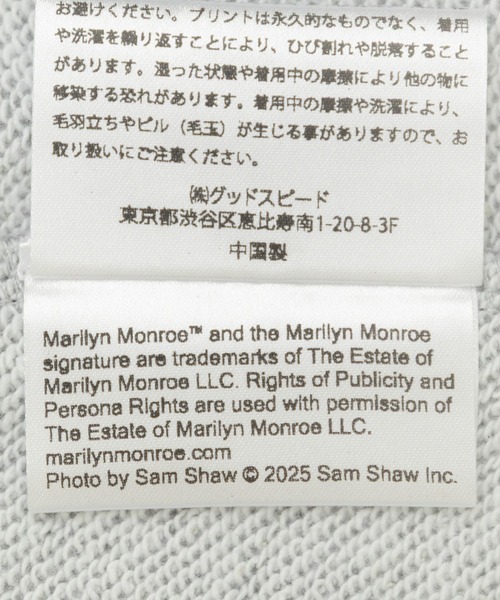 お避けください。プリントは永久的なものでなく、着用
や洗濯を繰り返すことにより、ひび割れや脱落すること
があります。湿った状態や着用中の摩擦により他の物に
移染する恐れがあります。着用中の摩擦や洗濯により、
毛羽立ちやピル（毛玉）が生じる事がありますので、お
取り扱いにご注意ください。
㈱グッドスピード
東京都渋谷区恵比寿南1-20-8-3F
中国製
Marilyn Monroe™ and the Marilyn Monroe
signature are trademarks of The Estate of
Marilyn Monroe LLC. Rights of Publicity and
Persona Rights are used with permission of
The Estate of Marilyn Monroe LLC.
marilynmonroe.com
Photo by Sam Shaw © 2025 Sam Shaw Inc.